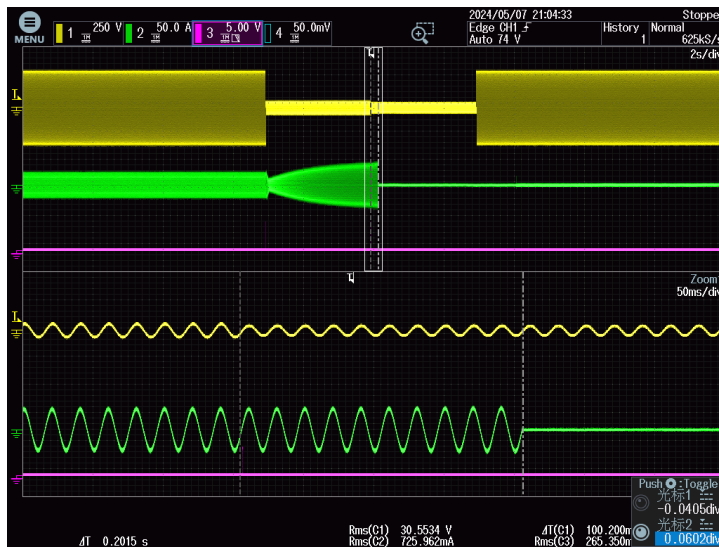 2024/05/07 21:04:33 Stoppe
MENU
1 250 V
2 50.0 A
3 5.00 V
4 50.0mV
Edge CH1
Auto 74 V
History
1
Normal
625kS/s
2s/div
Zoom1
50ms/div
Push :Toggle
光标1
-0.0405div
光标2
0.0602div
ΔT 0.2015 s
Rms(C1) 30.5534 V
Rms(C2) 725.962mA
ΔT(C1) 100.200m
Rms(C3) 265.350m